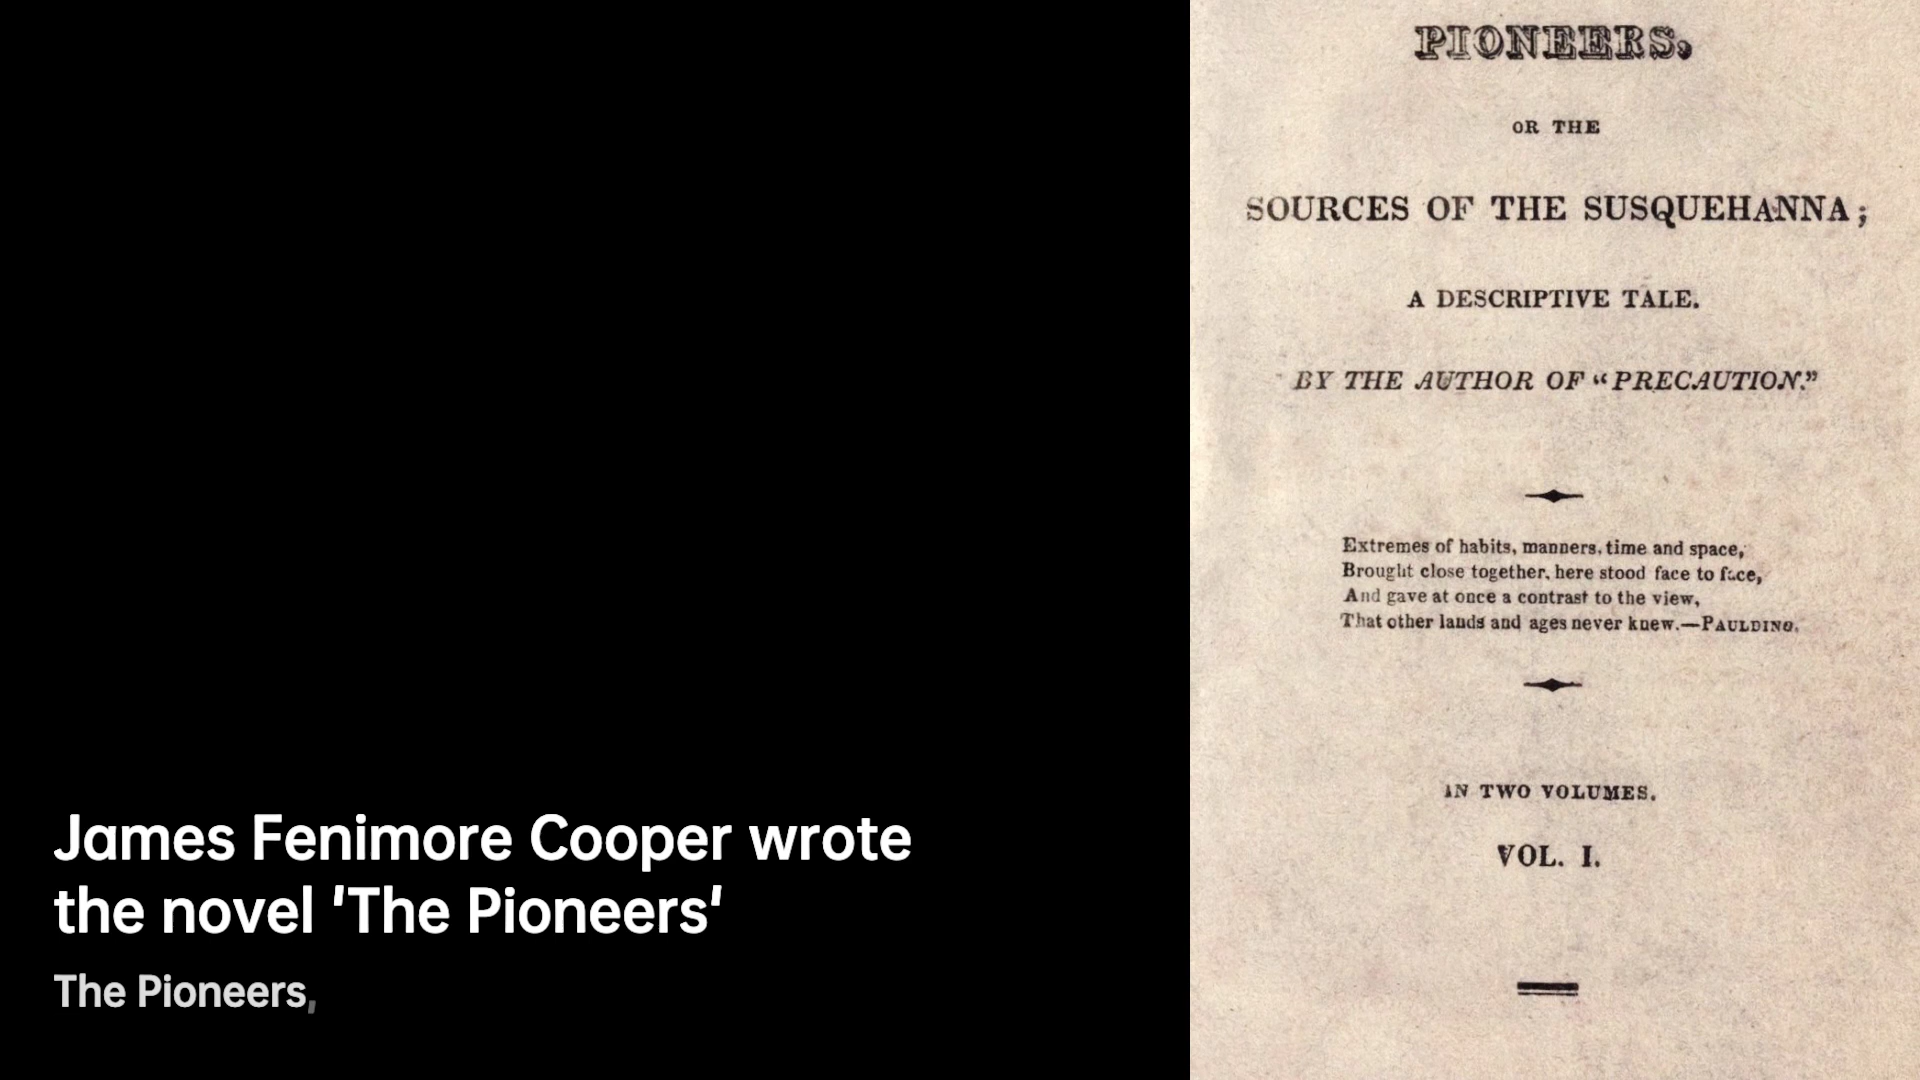 James Fenimore Cooper wrote
the novel 'The Pioneers'
The Pioneers,
PIONEERS,
OR THE
SOURCES OF THE SUSQUEHANNA;
A DESCRIPTIVE TALE.
BY THE AUTHOR OF "PRECAUTION."
Extremes of habits, manners, time and space,
Brought close together, here stood face to face,
And gave at once a contrast to the view,
That other lands and ages never knew.—PAULDING.
IN TWO VOLUMES.
VOL. I.